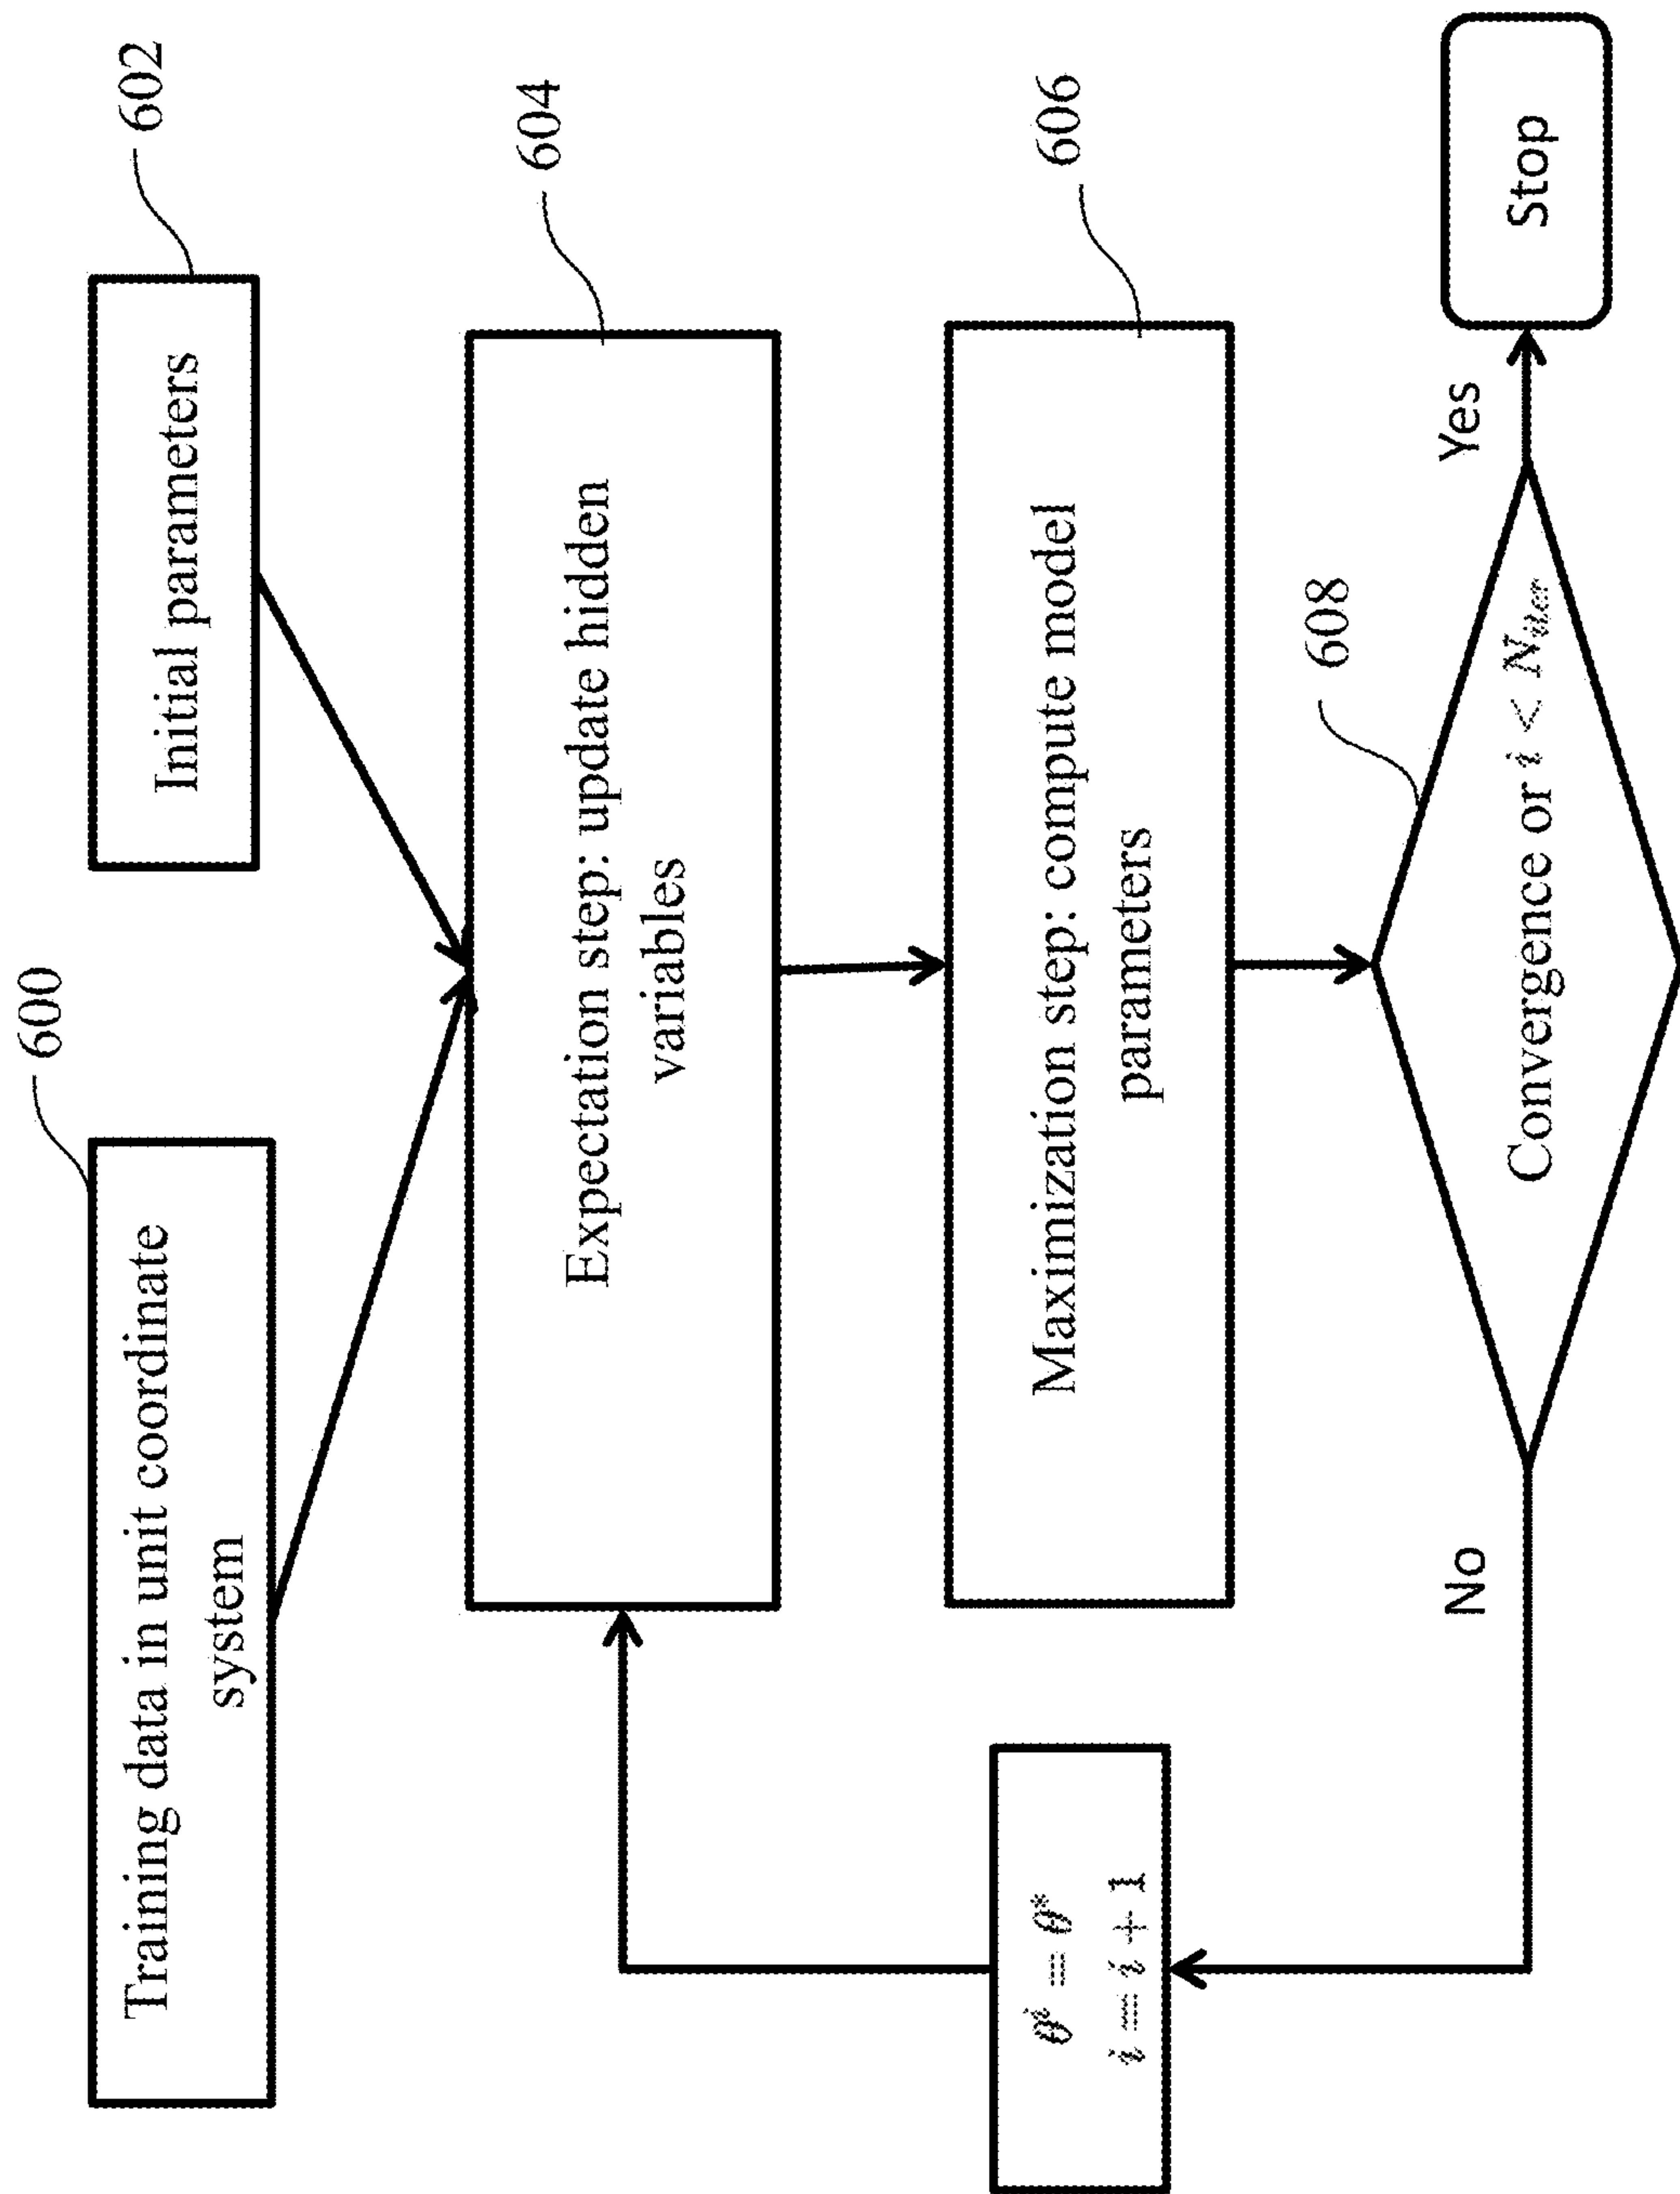 600
Training data in unit coordinate
system
602
Initial parameters
604
Expectation step: update hidden
variables
606
Maximization step: compute model
parameters
608
Convergence or i < N_iter
Yes
Stop
No
θ^i = θ*
i = i + 1